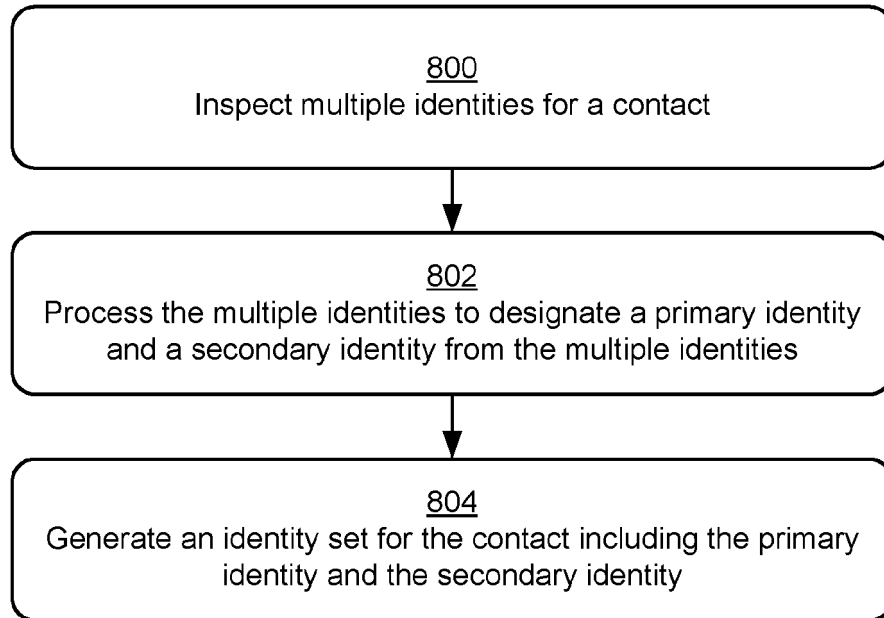 800
Inspect multiple identities for a contact
802
Process the multiple identities to designate a primary identity
and a secondary identity from the multiple identities
804
Generate an identity set for the contact including the primary
identity and the secondary identity